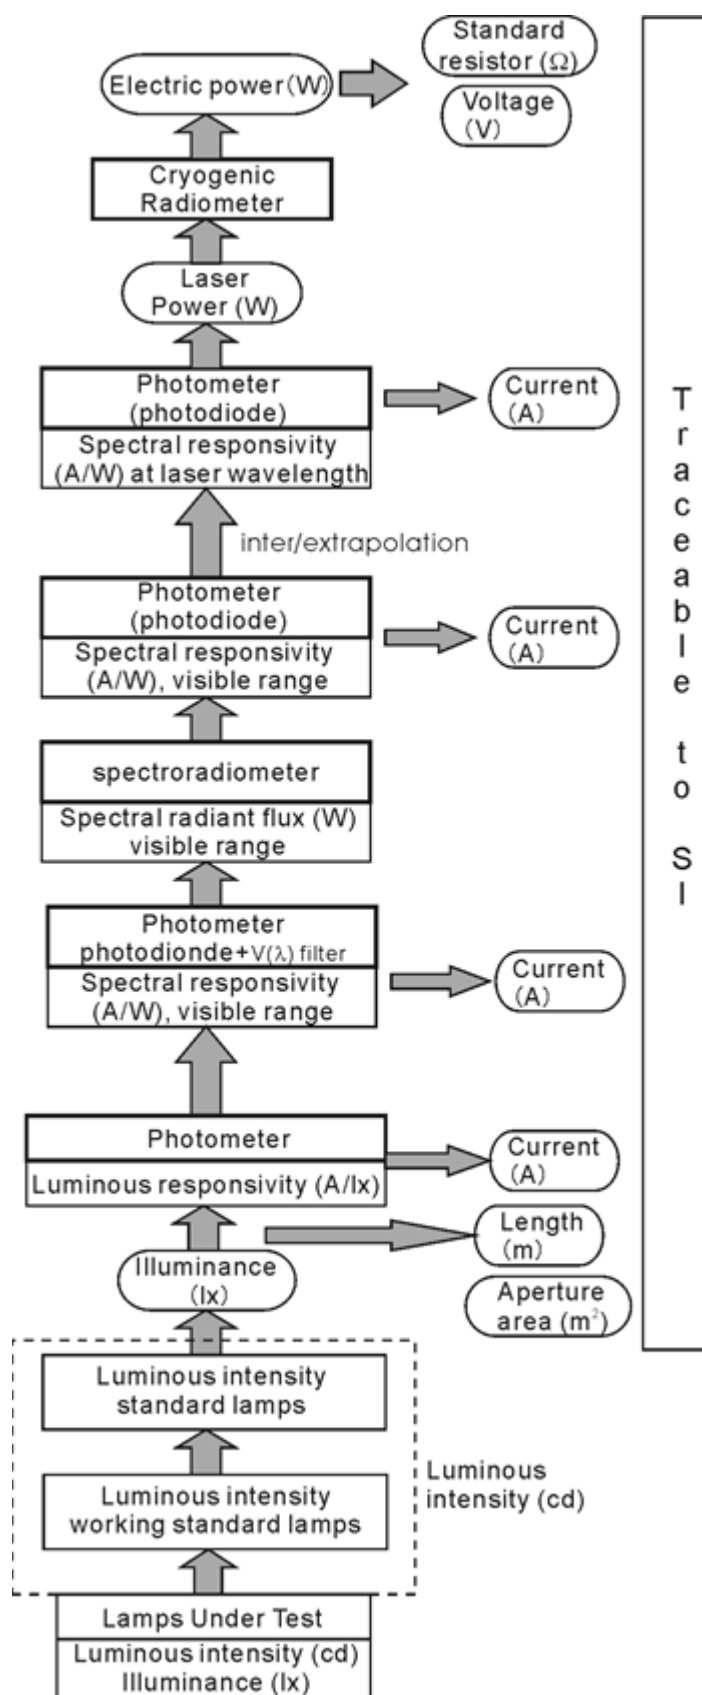 Standard
resistor (Ω)
Electric power(W)
Voltage
(V)
Cryogenic
Radiometer
Laser
Power (W)
Photometer
(photodiode)
Current
(A)
Spectral responsivity
(A/W) at laser wavelength
inter/extrapolation
Photometer
(photodiode)
Current
(A)
Spectral responsivity
(A/W), visible range
spectroradiometer
Spectral radiant flux (W)
visible range
Photometer
photodionde+V(λ) filter
Current
(A)
Spectral responsivity
(A/W), visible range
Photometer
Current
(A)
Luminous responsivity (A/lx)
Length
(m)
Illuminance
(lx)
Aperture
area (m²)
Luminous intensity
standard lamps
Luminous
intensity (cd)
Luminous intensity
working standard lamps
Lamps Under Test
Luminous intensity (cd)
Illuminance (lx)
Traceable to SI